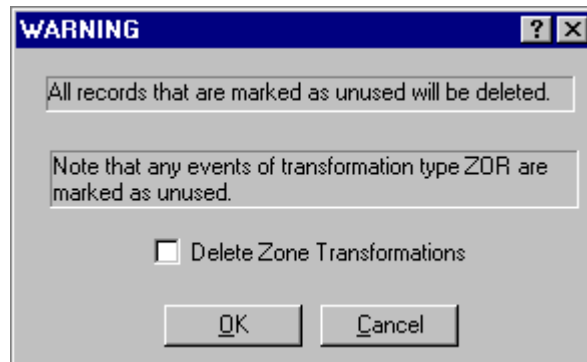 WARNING
All records that are marked as unused will be deleted.
Note that any events of transformation type ZOR are
marked as unused.
Delete Zone Transformations
OK
Cancel